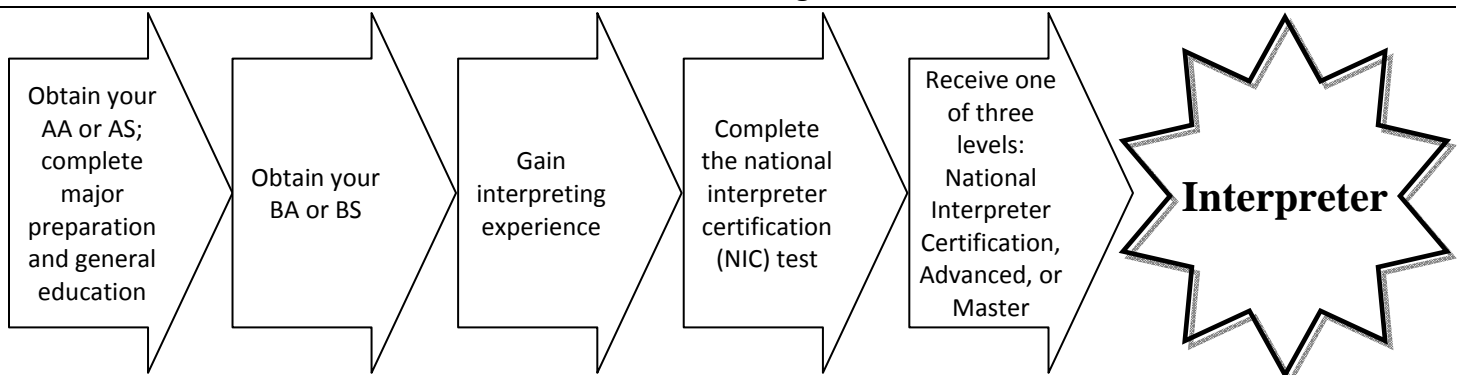 Obtain your
AA or AS;
complete
major
preparation
and general
education
Obtain your
BA or BS
Gain
interpreting
experience
Complete
the national
interpreter
certification
(NIC) test
Receive one
of three
levels:
National
Interpreter
Certification,
Advanced, or
Master
Interpreter